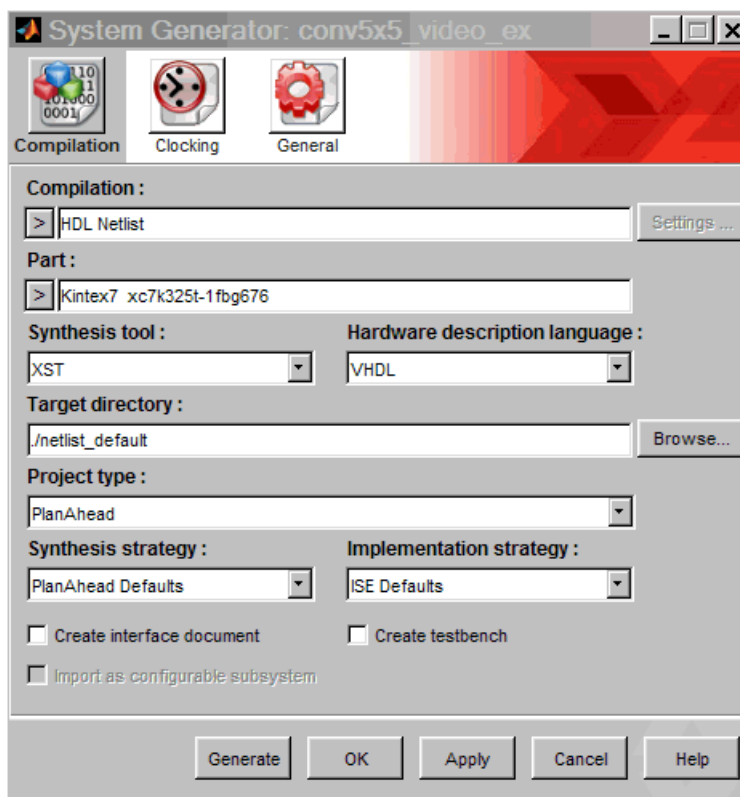 System Generator: conv5x5_video_ex
Compilation Clocking General
Compilation :
> HDL Netlist Settings ...
Part :
> Kintex7 xc7k325t-1fbg676
Synthesis tool : Hardware description language :
XST VHDL
Target directory :
./netlist_default Browse...
Project type :
PlanAhead
Synthesis strategy : Implementation strategy :
PlanAhead Defaults ISE Defaults
Create interface document Create testbench
Import as configurable subsystem
Generate OK Apply Cancel Help